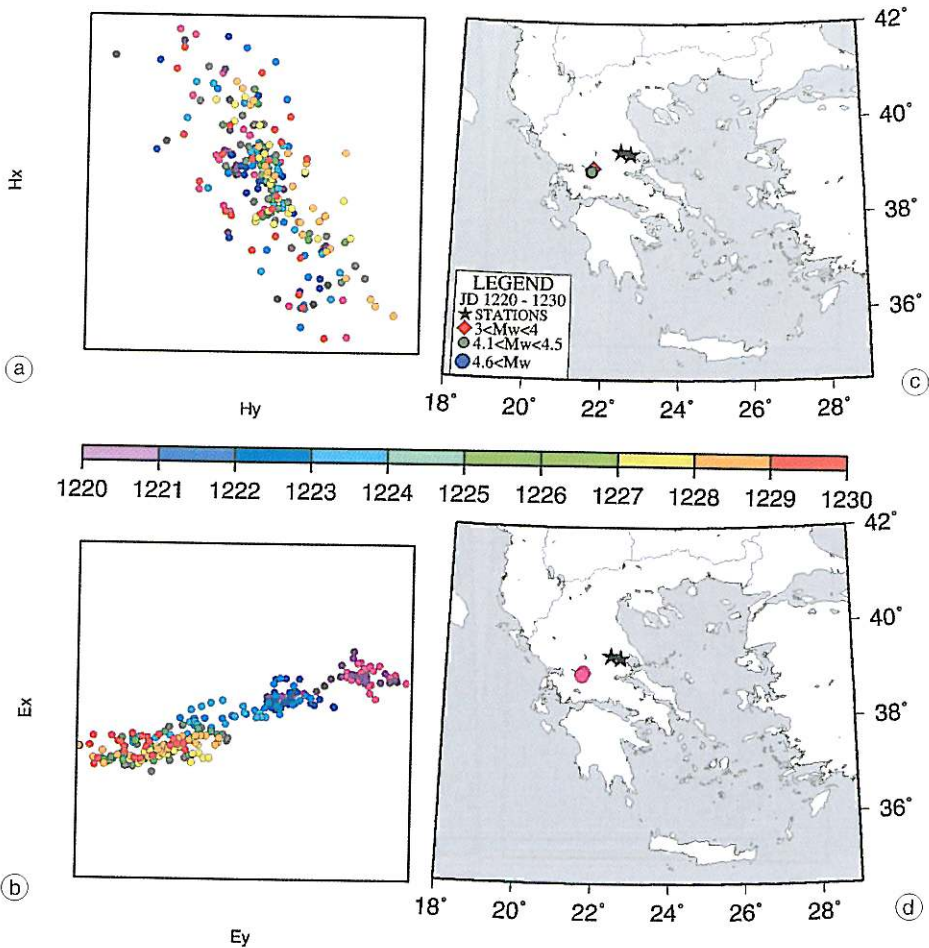 Hx
Hy
a
42°
40°
38°
36°
LEGEND
JD 1220 - 1230
STATIONS
3<Mw<4
4.1<Mw<4.5
4.6<Mw
18° 20° 22° 24° 26° 28°
c
1220 1221 1222 1223 1224 1225 1226 1227 1228 1229 1230
Ex
Ey
b
42°
40°
38°
36°
18° 20° 22° 24° 26° 28°
d